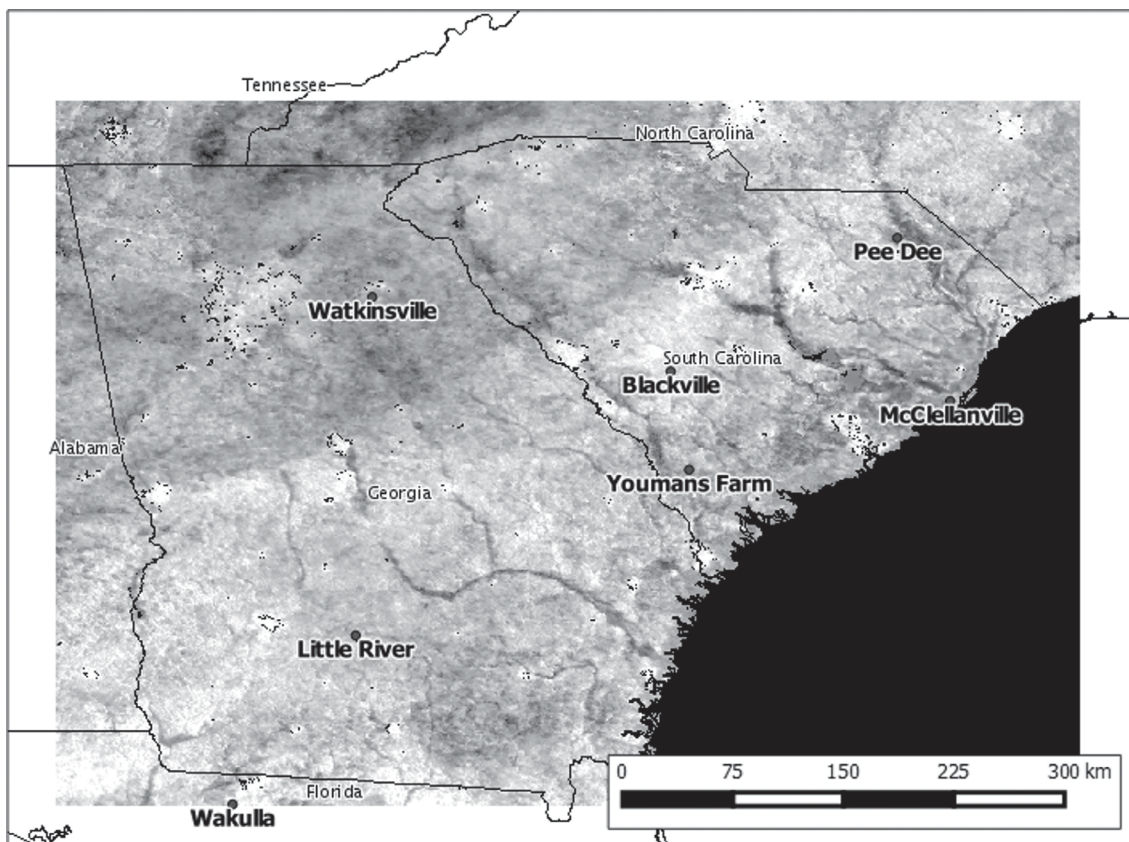 Tennessee
North Carolina
Pee Dee
Watkinsville
South Carolina
Blackville
McClellanville
Alabama
Youmans Farm
Georgia
Little River
0 75 150 225 300 km
Florida
Wakulla